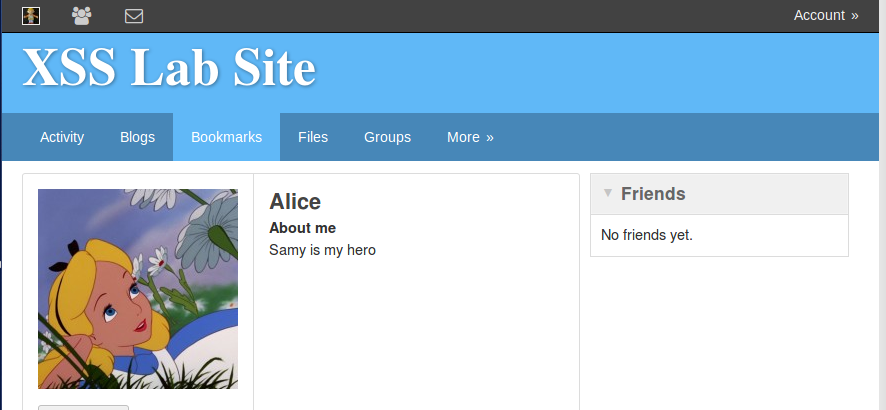 Account »
XSS Lab Site
Activity Blogs Bookmarks Files Groups More »
Alice
About me
Samy is my hero
Friends
No friends yet.